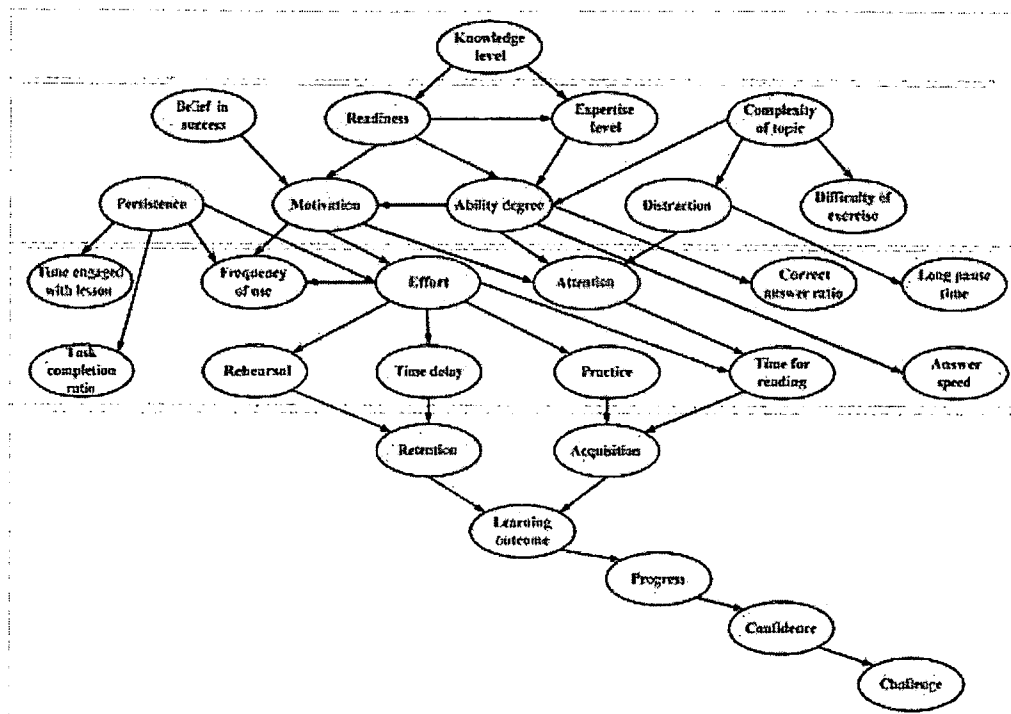 Knowledge
level
Belief in
success
Readiness
Expertise
level
Complexity
of topic
Persistence
Motivation
Ability degree
Distraction
Difficulty of
exercise
Time engaged
with lesson
Frequency
of use
Effort
Attention
Correct
answer ratio
Long pause
time
Task
completion
ratio
Rehearsal
Time delay
Practice
Time for
reading
Answer
speed
Retention
Acquisition
Learning
outcome
Progress
Confidence
Challenge